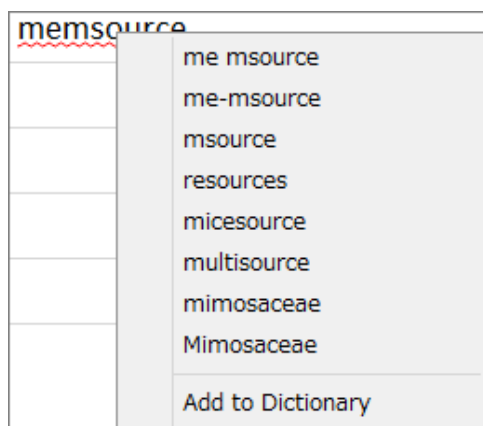 memsource
me msource
me-msource
msource
resources
micesource
multisource
mimosaceae
Mimosaceae
Add to Dictionary